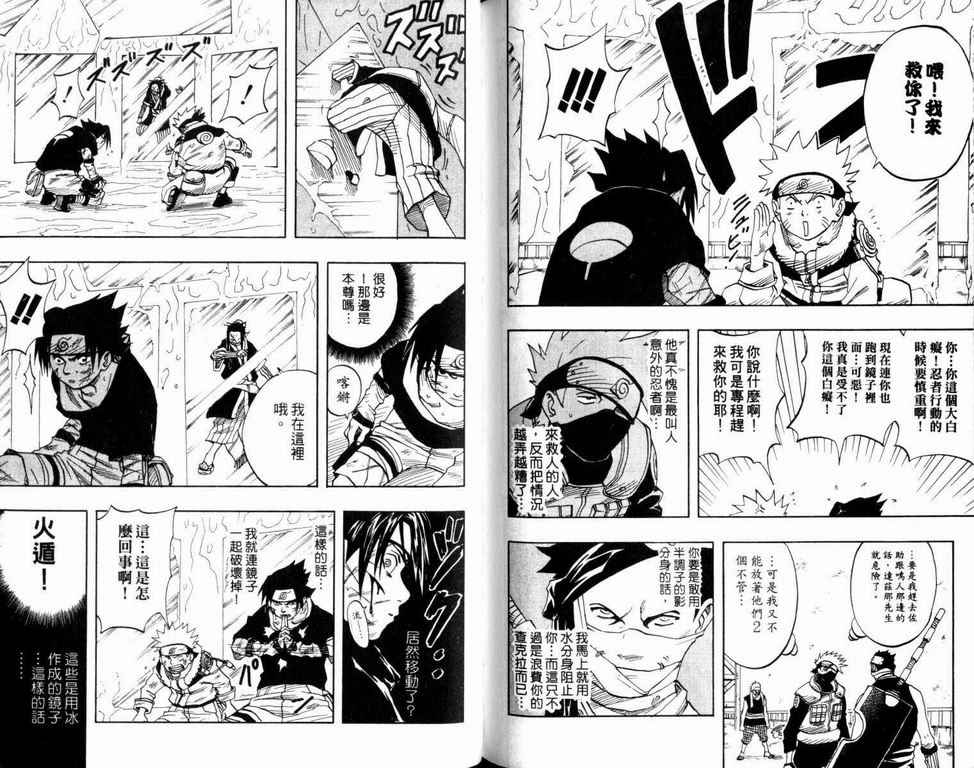 喂！我來
救你了！
！！！
ドド
ビッ
你…你這個大白
癡！忍者行動的
時候要慎重啊！
現在連你也
跑到鏡子裡
而…可惡！
我真是受不了
你這個白癡！
你說什麼啊！
我可是專程趕
來救你的耶！
他真不愧是最叫人
意外的忍者啊…
來救人的人
，反而把情況
越弄越糟了…
…要是我趕去佐
助跟鳴人那邊的
話，達茲那先生
就危險了。
…可是我又不
能放著他們2
個不管…
你要是敢用
半調子的影
分身的話，
我馬上就用
水分身阻止
你…而這只不
過是浪費你的
查克拉而已…
ズズズ
ズズズ
！
！
很好
－那邊是
本尊嗎…
喀鏘
我在這裡
哦。
！！
居然移動了？
這樣的話…
我就連鏡子
一起破壞掉
這…這是怎
麼回事啊！
火遁！
這些是用冰
作成的鏡子
…這樣的話
……